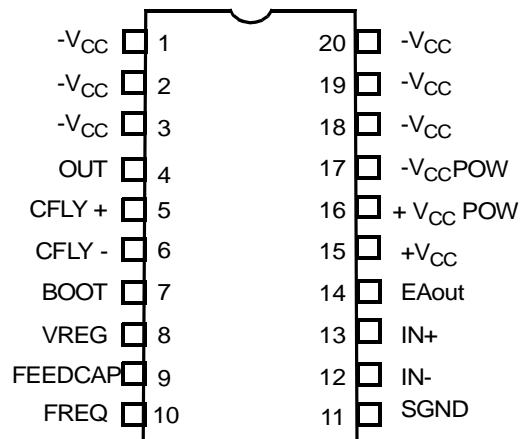 -VCC 1 20 -VCC
-VCC 2 19 -VCC
-VCC 3 18 -VCC
OUT 4 17 -VCCPOW
CFLY + 5 16 + VCC POW
CFLY - 6 15 +VCC
BOOT 7 14 EAout
VREG 8 13 IN+
FEEDCAP 9 12 IN-
FREQ 10 11 SGND